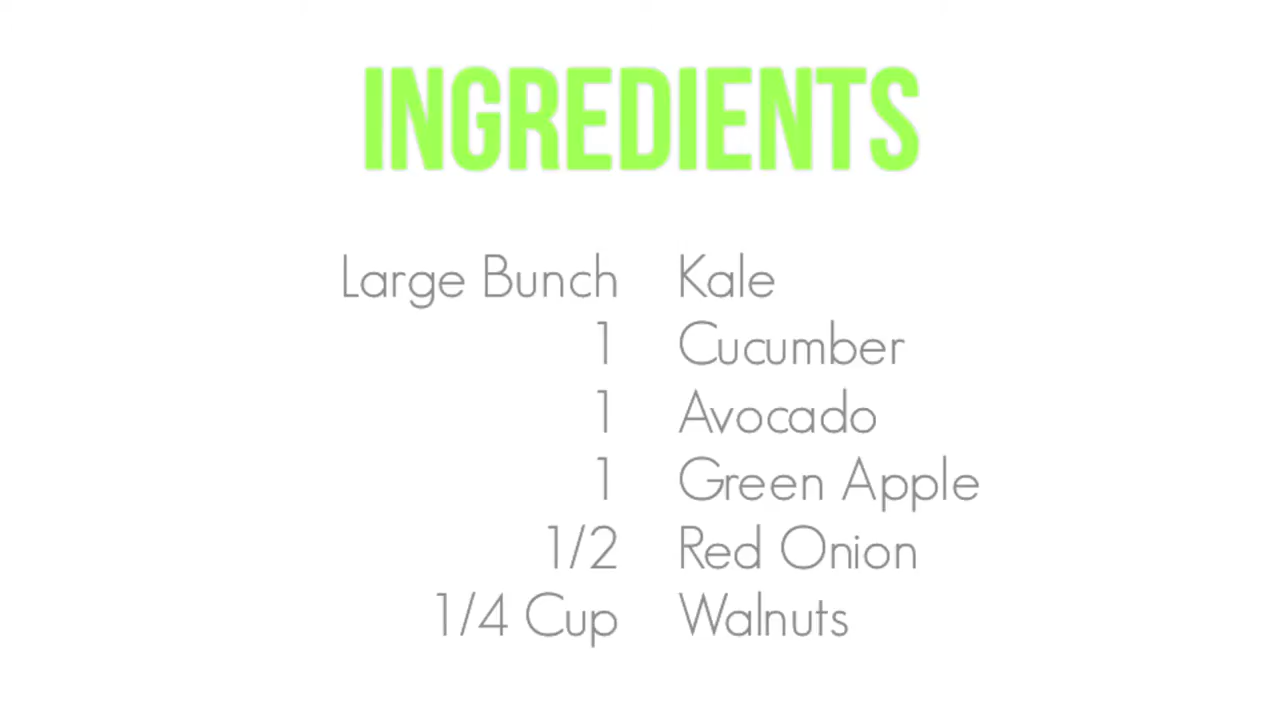 INGREDIENTS
Large Bunch Kale
1 Cucumber
1 Avocado
1 Green Apple
1/2 Red Onion
1/4 Cup Walnuts